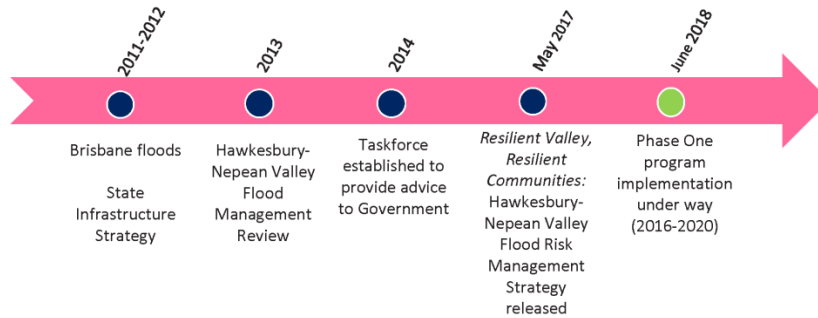 2011-2012
Brisbane floods
State
Infrastructure
Strategy
2013
Hawkesbury-
Nepean Valley
Flood
Management
Review
2014
Taskforce
established to
provide advice
to Government
May 2017
Resilient Valley,
Resilient
Communities:
Hawkesbury-
Nepean Valley
Flood Risk
Management
Strategy
released
June 2018
Phase One
program
implementation
under way
(2016-2020)